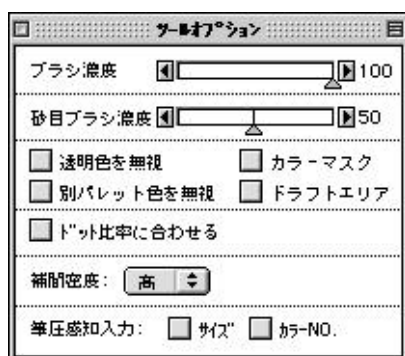 ツールオプション
ブラシ濃度 100
砂目ブラシ濃度 50
透明色を無視 カラーマスク
別パレット色を無視 ドラフトエリア
ドット比率に合わせる
補間密度： 高
筆圧感知入力： サイズ カラーNO.